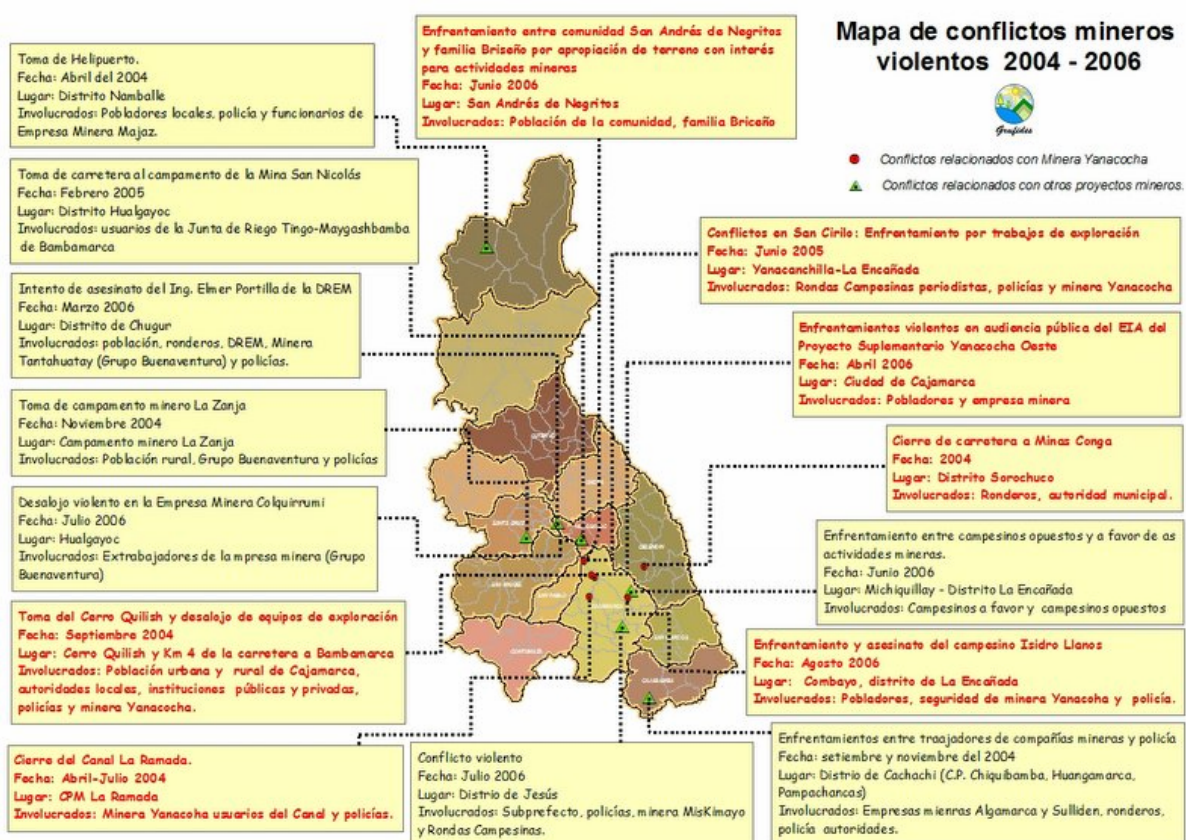 Mapa de conflictos mineros
violentos 2004 - 2006
Grufides
Conflictos relacionados con Minera Yanacocha
Conflictos relacionados con otros proyectos mineros.
Toma de Helipuerto.
Fecha: Abril del 2004
Lugar: Distrito Namballe
Involucrados: Pobladores locales, policía y funcionarios de
Empresa Minera Majaz.
Enfrentamiento entre comunidad San Andrés de Negritos
y familia Briseño por apropiación de terreno con interés
para actividades mineras
Fecha: Junio 2006
Lugar: San Andrés de Negritos
Involucrados: Población de la comunidad, familia Briceño
Toma de carretera al campamento de la Mina San Nicolás
Fecha: Febrero 2005
Lugar: Distrito Hualgayoc
Involucrados: usuarios de la Junta de Riego Tingo-Maygashbamba
de Bambamarca
Intento de asesinato del Ing. Elmer Portilla de la DREM
Fecha: Marzo 2006
Lugar: Distrito de Chugur
Involucrados: población, ronderos, DREM, Minera
Tantahuatay (Grupo Buenaventura) y policías.
Toma de campamento minero La Zanja
Fecha: Noviembre 2004
Lugar: Campamento minero La Zanja
Involucrados: Población rural, Grupo Buenaventura y policías
Desalojo violento en la Empresa Minera Colquirrumi
Fecha: Julio 2006
Lugar: Hualgayoc
Involucrados: Extrabajadores de la mpresa minera (Grupo
Buenaventura)
Toma del Cerro Quilish y desalojo de equipos de exploración
Fecha: Septiembre 2004
Lugar: Cerro Quilish y Km 4 de la carretera a Bambamarca
Involucrados: Población urbana y rural de Cajamarca,
autoridades locales, instituciones públicas y privadas,
policías y minera Yanacocha.
Cierre del Canal La Ramada.
Fecha: Abril-Julio 2004
Lugar: CPM La Ramada
Involucrados: Minera Yanacoha usuarios del Canal y policías.
Conflicto violento
Fecha: Julio 2006
Lugar: Distrio de Jesús
Involucrados: Subprefecto, policías, minera MisKimayo
y Rondas Campesinas.
Conflictos en San Cirilo: Enfrentamiento por trabajos de exploración
Fecha: Junio 2005
Lugar: Yanacanchilla-La Encañada
Involucrados: Rondas Campesinas periodistas, policías y minera Yanacocha
Enfrentamientos violentos en audiencia pública del EIA del
Proyecto Suplementario Yanacocha Oeste
Fecha: Abril 2006
Lugar: Ciudad de Cajamarca
Involucrados: Pobladores y empresa minera
Cierre de carretera a Minas Conga
Fecha: 2004
Lugar: Distrito Sorochuco
Involucrados: Ronderos, autoridad municipal.
Enfrentamiento entre campesinos opuestos y a favor de as
actividades mineras.
Fecha: Junio 2006
Lugar: Michiquillay - Distrito La Encañada
Involucrados: Campesinos a favor y campesinos opuestos
Enfrentamiento y asesinato del campesino Isidro Llanos
Fecha: Agosto 2006
Lugar: Combayo, distrito de La Encañada
Involucrados: Pobladores, seguridad de minera Yanacoha y policía.
Enfrentamientos entre traajadores de compañías mineras y policía
Fecha: setiembre y noviembre del 2004
Lugar: Distrio de Cachachi (C.P. Chiquibamba, Huangamarca,
Pampachancas)
Involucrados: Empresas mienras Algamarca y Sulliden, ronderos,
policía autoridades.